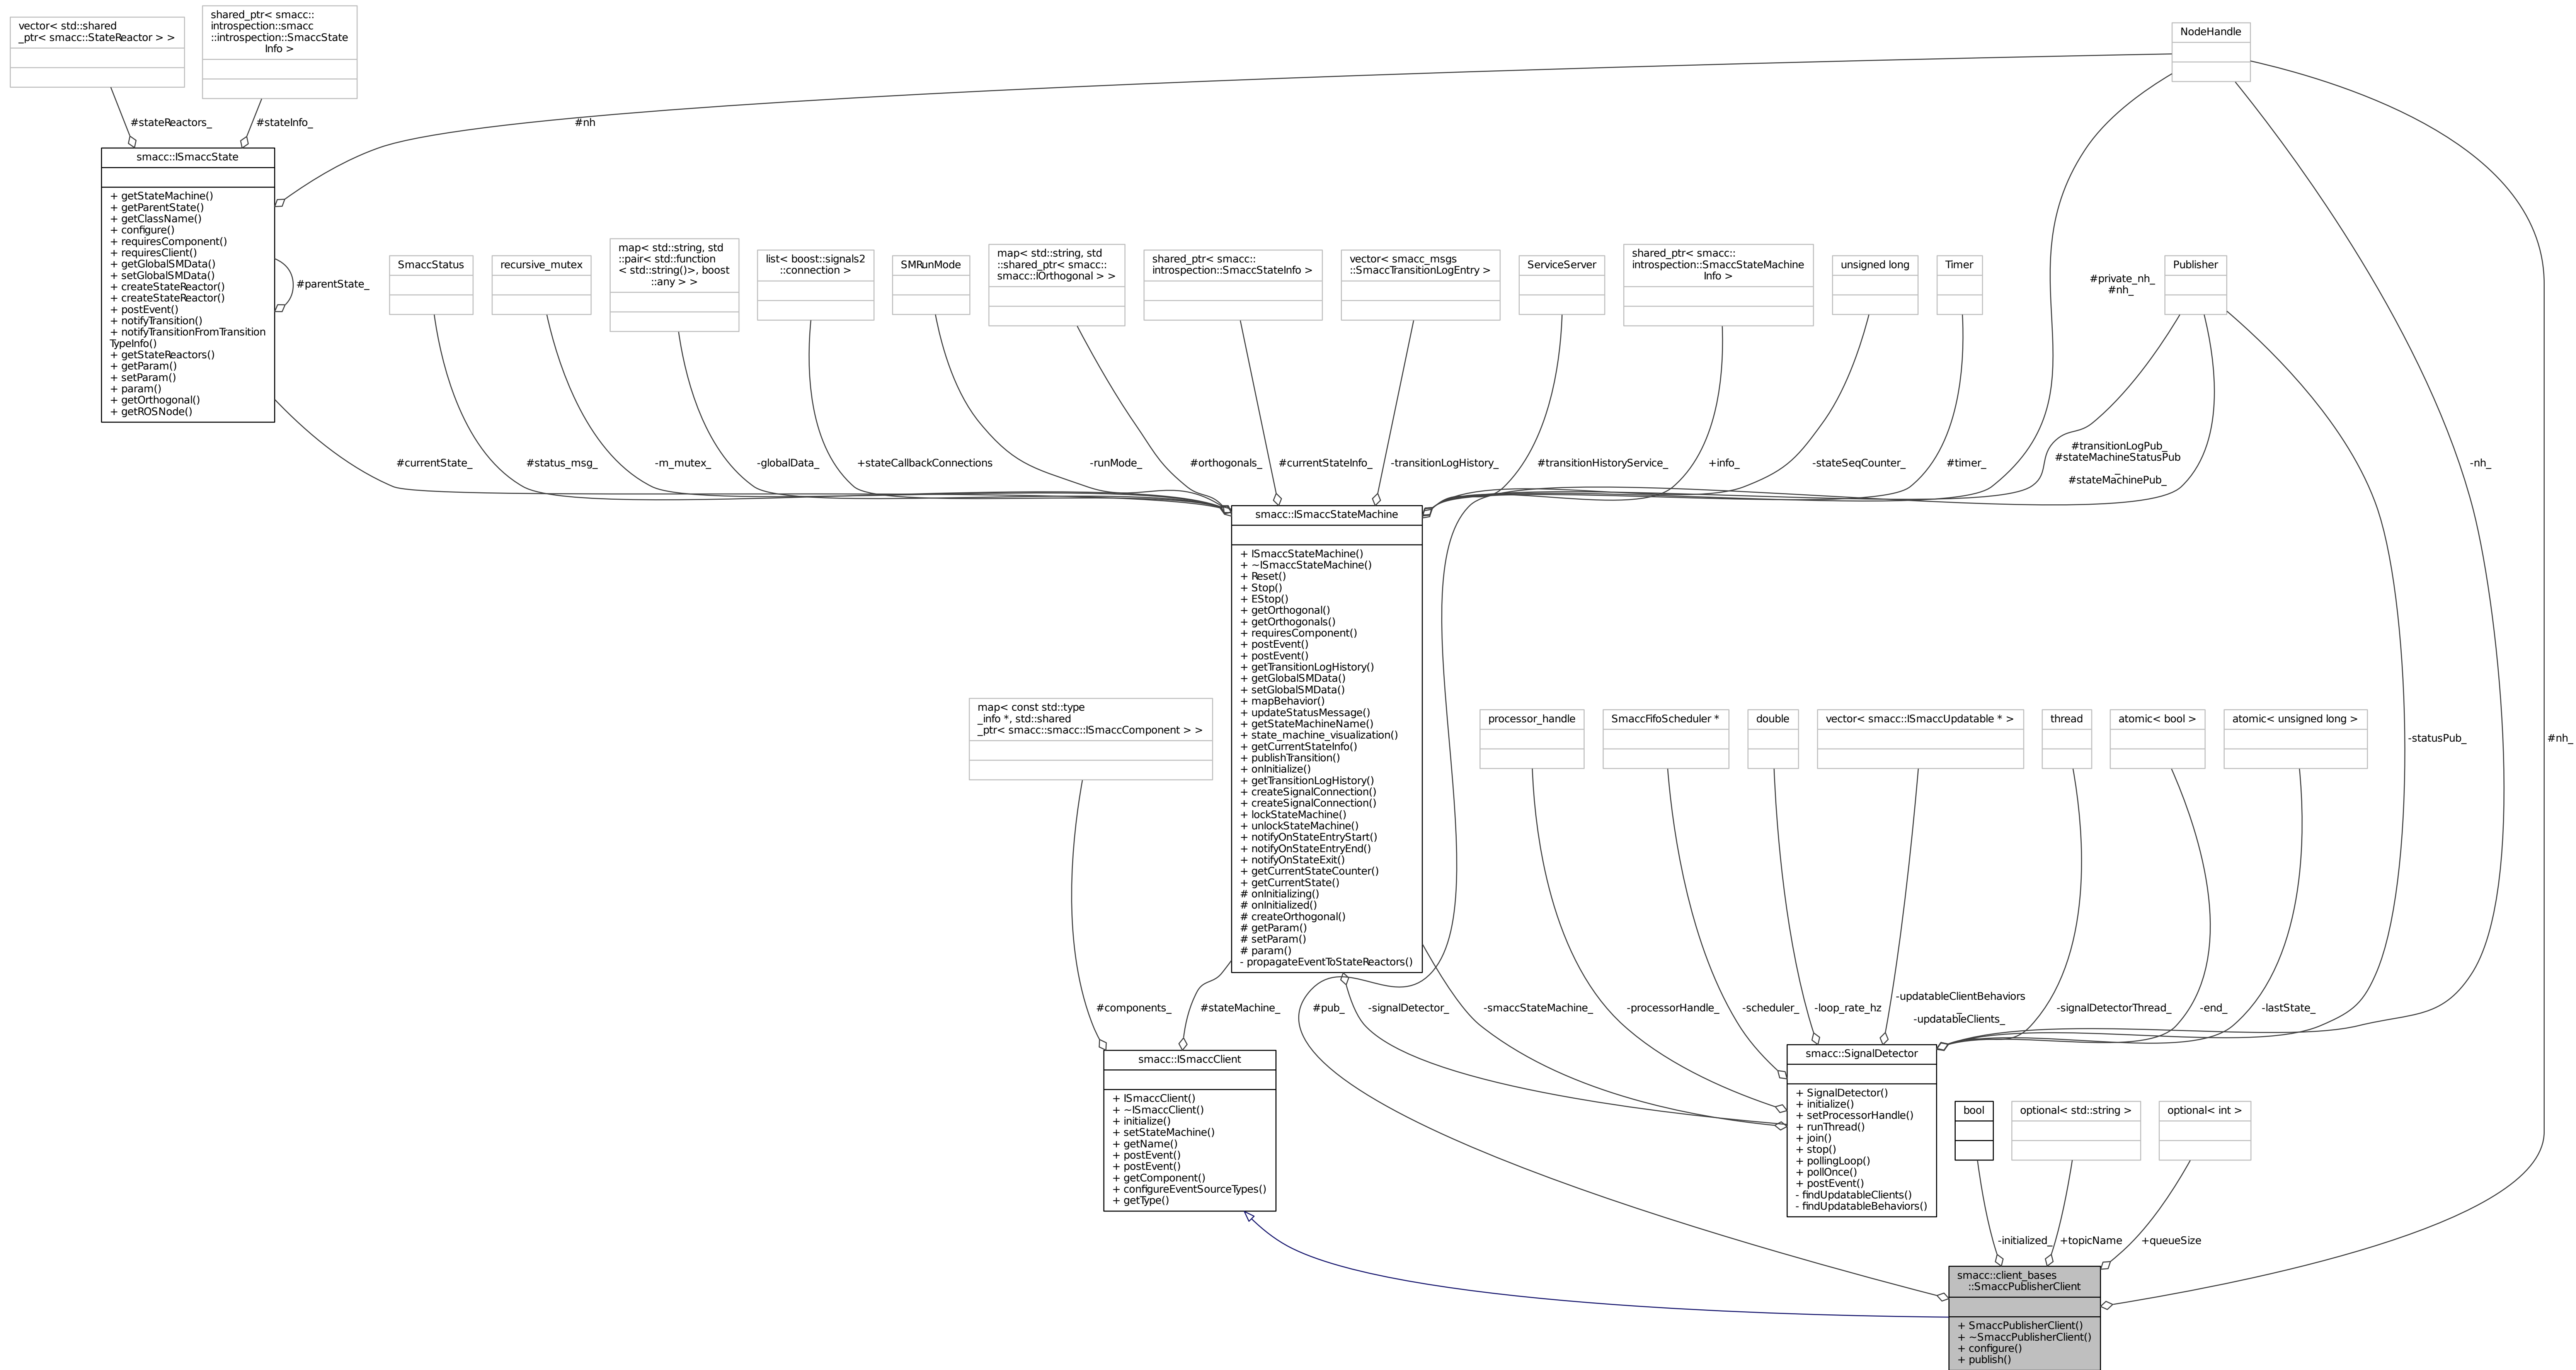 vector< std::shared
_ptr< smacc::StateReactor > >
shared_ptr< smacc::
introspection::smacc
::introspection::SmaccState
Info >
NodeHandle
#stateReactors_
#stateInfo_
#nh
smacc::ISmaccState
+ getStateMachine()
+ getParentState()
+ getClassName()
+ configure()
+ requiresComponent()
+ requiresClient()
+ getGlobalSMData()
+ setGlobalSMData()
+ createStateReactor()
+ createStateReactor()
+ postEvent()
+ notifyTransition()
+ notifyTransitionFromTransition
TypeInfo()
+ getStateReactors()
+ getParam()
+ setParam()
+ param()
+ getOrthogonal()
+ getROSNode()
#parentState_
SmaccStatus
recursive_mutex
map< std::string, std
::pair< std::function
< std::string()>, boost
::any > >
list< boost::signals2
::connection >
SMRunMode
map< std::string, std
::shared_ptr< smacc::
smacc::IOrthogonal > >
shared_ptr< smacc::
introspection::SmaccStateInfo >
vector< smacc_msgs
::SmaccTransitionLogEntry >
ServiceServer
shared_ptr< smacc::
introspection::SmaccStateMachine
Info >
unsigned long
Timer
#private_nh_
#nh_
Publisher
#currentState_
#status_msg_
-m_mutex_
-globalData_
+stateCallbackConnections
-runMode_
#orthogonals_
#currentStateInfo_
-transitionLogHistory_
#transitionHistoryService_
+info_
-stateSeqCounter_
#timer_
#transitionLogPub_
#stateMachineStatusPub
_
#stateMachinePub_
-nh_
smacc::ISmaccStateMachine
+ ISmaccStateMachine()
+ ~ISmaccStateMachine()
+ Reset()
+ Stop()
+ EStop()
+ getOrthogonal()
+ getOrthogonals()
+ requiresComponent()
+ postEvent()
+ postEvent()
+ getTransitionLogHistory()
+ getGlobalSMData()
+ setGlobalSMData()
+ mapBehavior()
+ updateStatusMessage()
+ getStateMachineName()
+ state_machine_visualization()
+ getCurrentStateInfo()
+ publishTransition()
+ onInitialize()
+ getTransitionLogHistory()
+ createSignalConnection()
+ createSignalConnection()
+ lockStateMachine()
+ unlockStateMachine()
+ notifyOnStateEntryStart()
+ notifyOnStateEntryEnd()
+ notifyOnStateExit()
+ getCurrentStateCounter()
+ getCurrentState()
# onInitializing()
# onInitialized()
# createOrthogonal()
# getParam()
# setParam()
# param()
- propagateEventToStateReactors()
map< const std::type
_info *, std::shared
_ptr< smacc::smacc::ISmaccComponent > >
processor_handle
SmaccFifoScheduler *
double
vector< smacc::ISmaccUpdatable * >
thread
atomic< bool >
atomic< unsigned long >
-statusPub_
#nh_
#components_
#stateMachine_
#pub_
-signalDetector_
-smaccStateMachine_
-processorHandle_
-scheduler_
-loop_rate_hz
-updatableClientBehaviors
_
-updatableClients_
-signalDetectorThread_
-end_
-lastState_
smacc::ISmaccClient
+ ISmaccClient()
+ ~ISmaccClient()
+ initialize()
+ setStateMachine()
+ getName()
+ postEvent()
+ postEvent()
+ getComponent()
+ configureEventSourceTypes()
+ getType()
smacc::SignalDetector
+ SignalDetector()
+ initialize()
+ setProcessorHandle()
+ runThread()
+ join()
+ stop()
+ pollingLoop()
+ pollOnce()
+ postEvent()
- findUpdatableClients()
- findUpdatableBehaviors()
bool
optional< std::string >
optional< int >
-initialized_
+topicName
+queueSize
smacc::client_bases
::SmaccPublisherClient
+ SmaccPublisherClient()
+ ~SmaccPublisherClient()
+ configure()
+ publish()